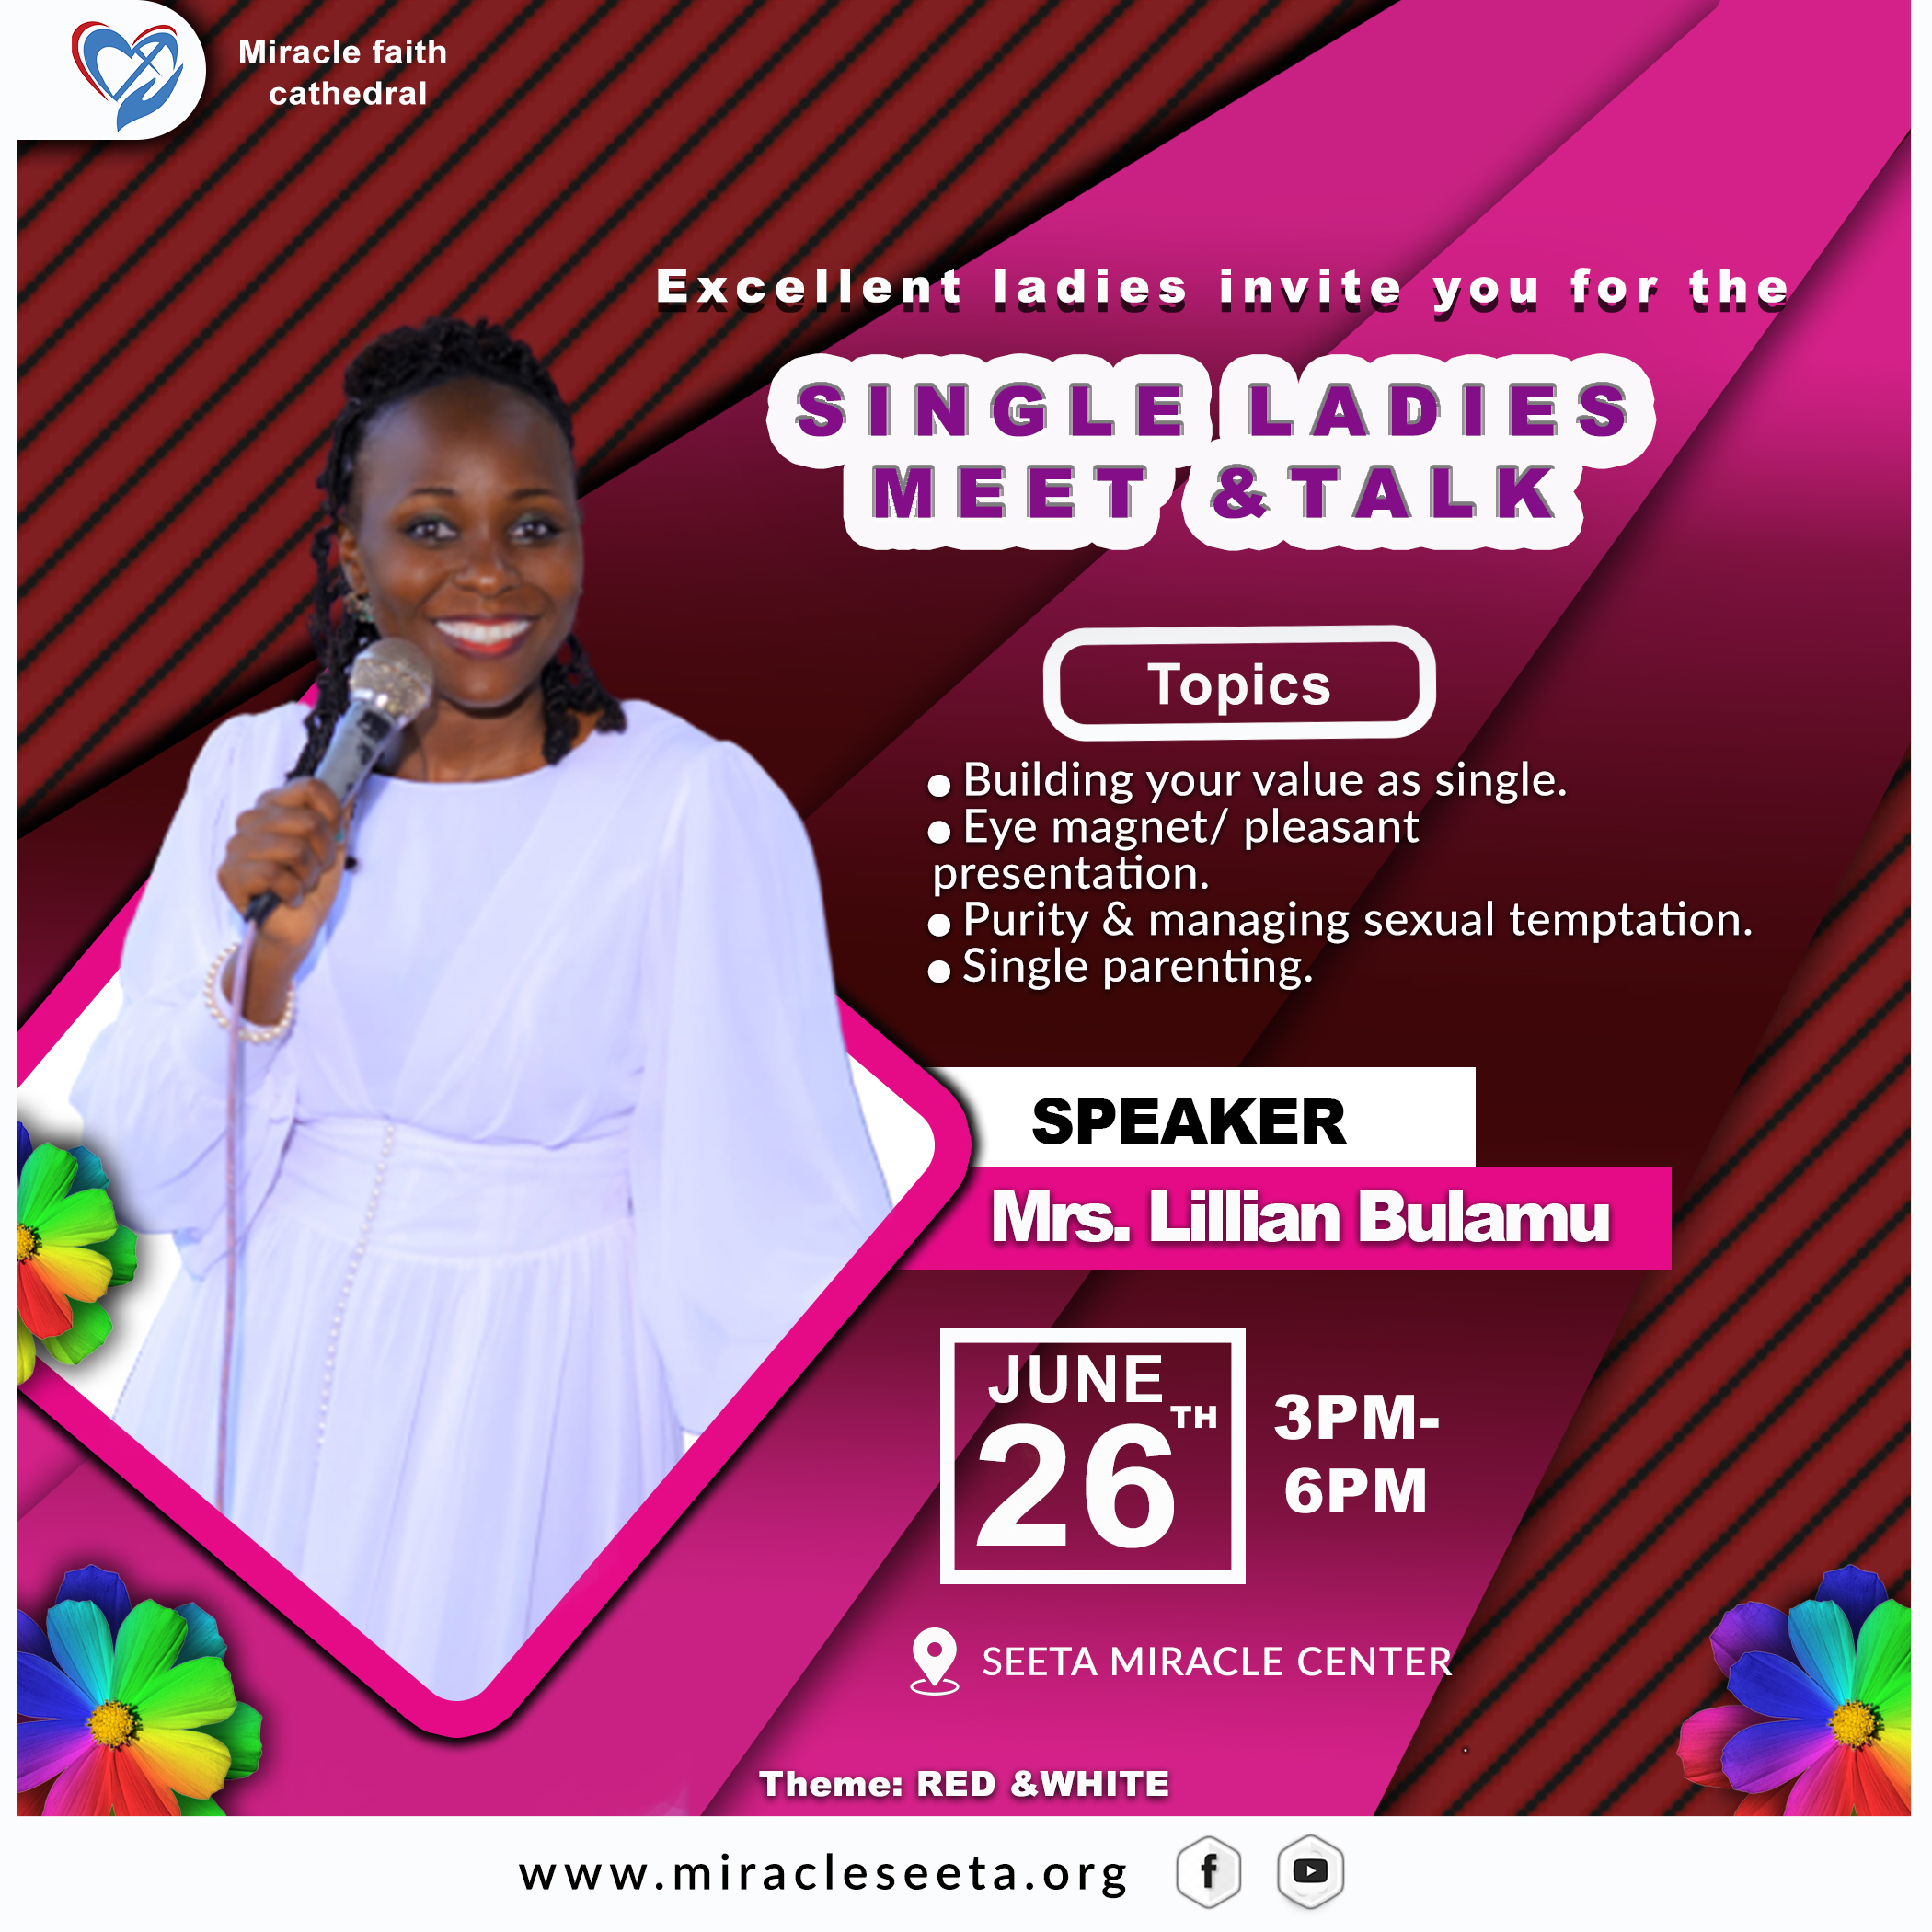 Miracle faith
cathedral
Excellent ladies invite you for the
SINGLE LADIES
MEET &TALK
Topics
● Building your value as single.
● Eye magnet/ pleasant
presentation.
● Purity & managing sexual temptation.
● Single parenting.
SPEAKER
Mrs. Lillian Bulamu
JUNE
26TH
3PM-
6PM
SEETA MIRACLE CENTER
Theme: RED &WHITE
www.miracleseeta.org f